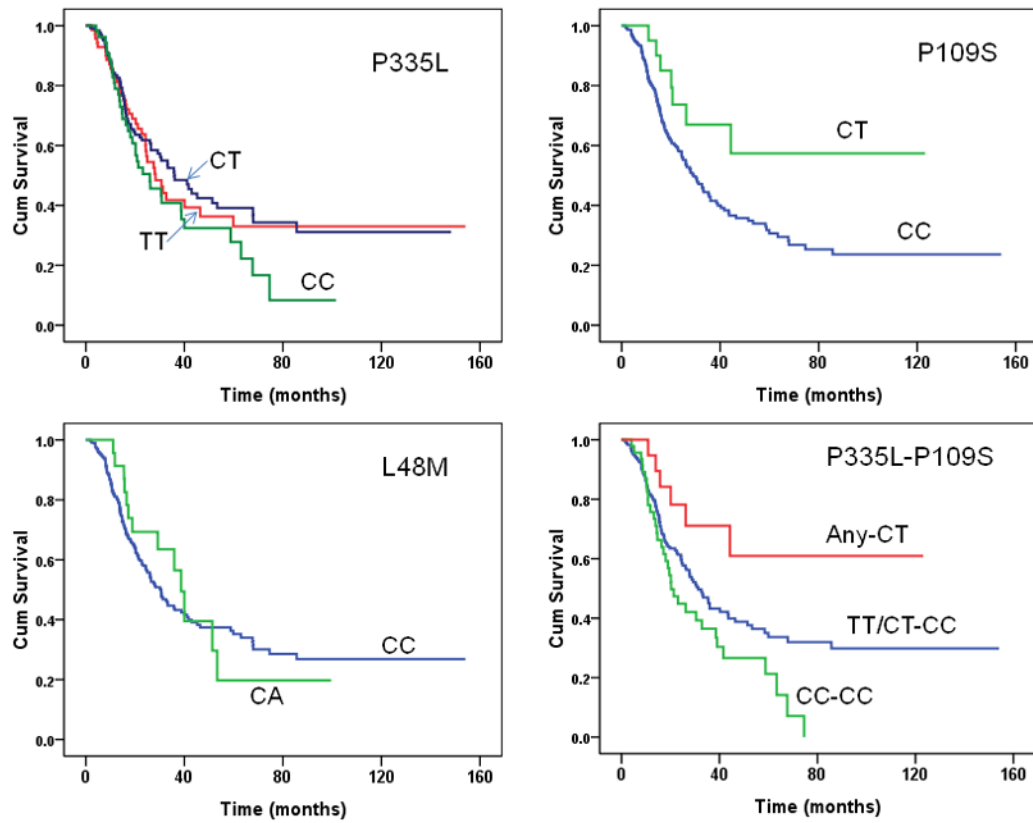 P335L
Cum Survival
1.0
0.8
0.6
0.4
0.2
0.0
CT
TT
CC
0 40 80 120 160
Time (months)
P109S
Cum Survival
1.0
0.8
0.6
0.4
0.2
0.0
CT
CC
0 40 80 120 160
Time (months)
L48M
Cum Survival
1.0
0.8
0.6
0.4
0.2
0.0
CC
CA
0 40 80 120 160
Time (months)
P335L-P109S
Cum Survival
1.0
0.8
0.6
0.4
0.2
0.0
Any-CT
TT/CT-CC
CC-CC
0 40 80 120 160
Time (months)